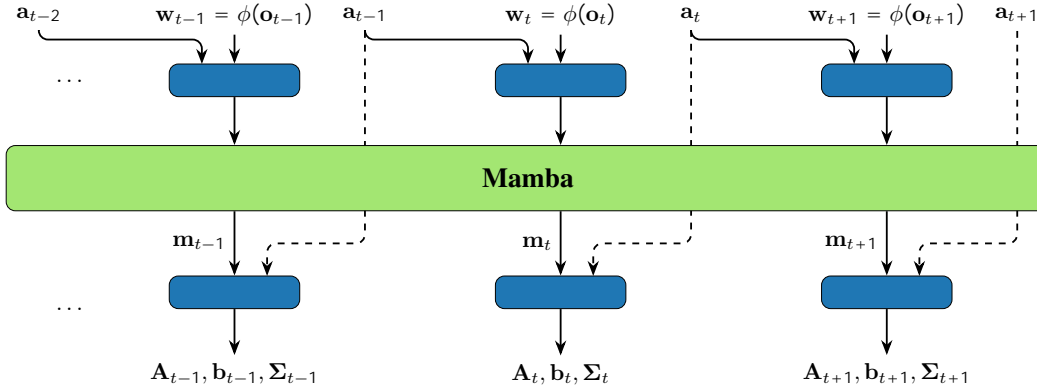 a_{t−2} w_{t−1} = ϕ(o_{t−1}) a_{t−1} w_t = ϕ(o_t) a_t w_{t+1} = ϕ(o_{t+1}) a_{t+1}
...
Mamba
m_{t−1} m_t m_{t+1}
...
A_{t−1}, b_{t−1}, Σ_{t−1} A_t, b_t, Σ_t A_{t+1}, b_{t+1}, Σ_{t+1}